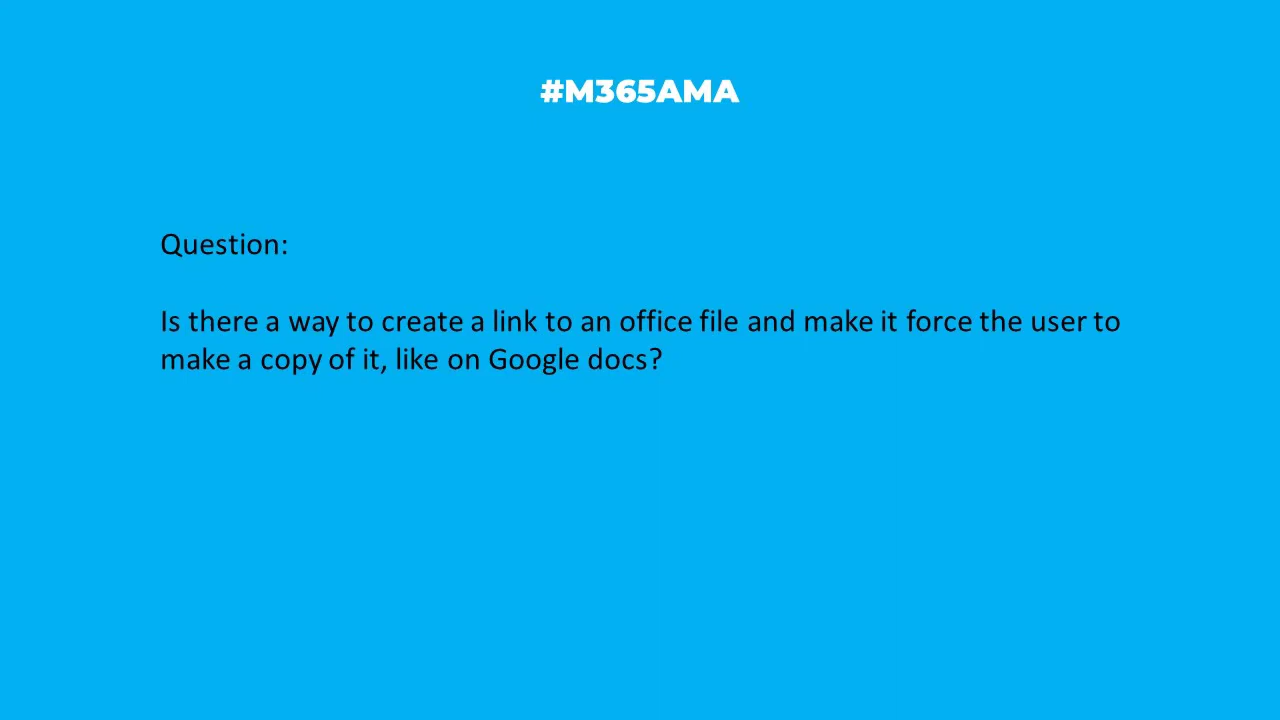 #M365AMA
Question:
Is there a way to create a link to an office file and make it force the user to
make a copy of it, like on Google docs?